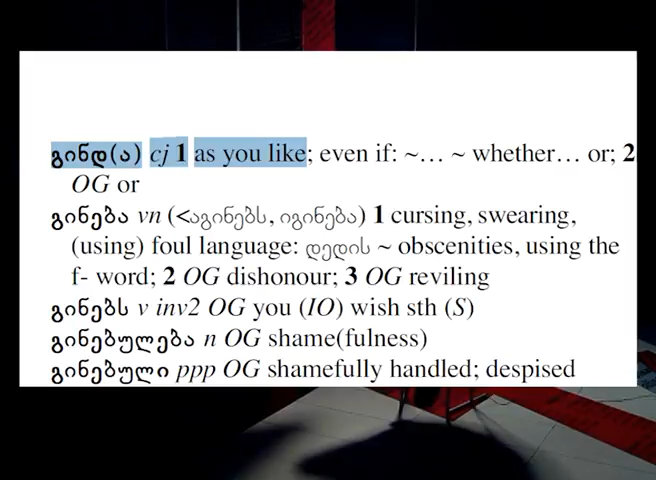 გინდ(ა) cj 1 as you like; even if: ~… ~ whether… or; 2
OG or
გინება vn (<აგინებს, იგინება) 1 cursing, swearing,
(using) foul language: დედის ~ obscenities, using the
f- word; 2 OG dishonour; 3 OG reviling
გინებს v inv2 OG you (IO) wish sth (S)
გინებულება n OG shame(fulness)
გინებული ppp OG shamefully handled; despised